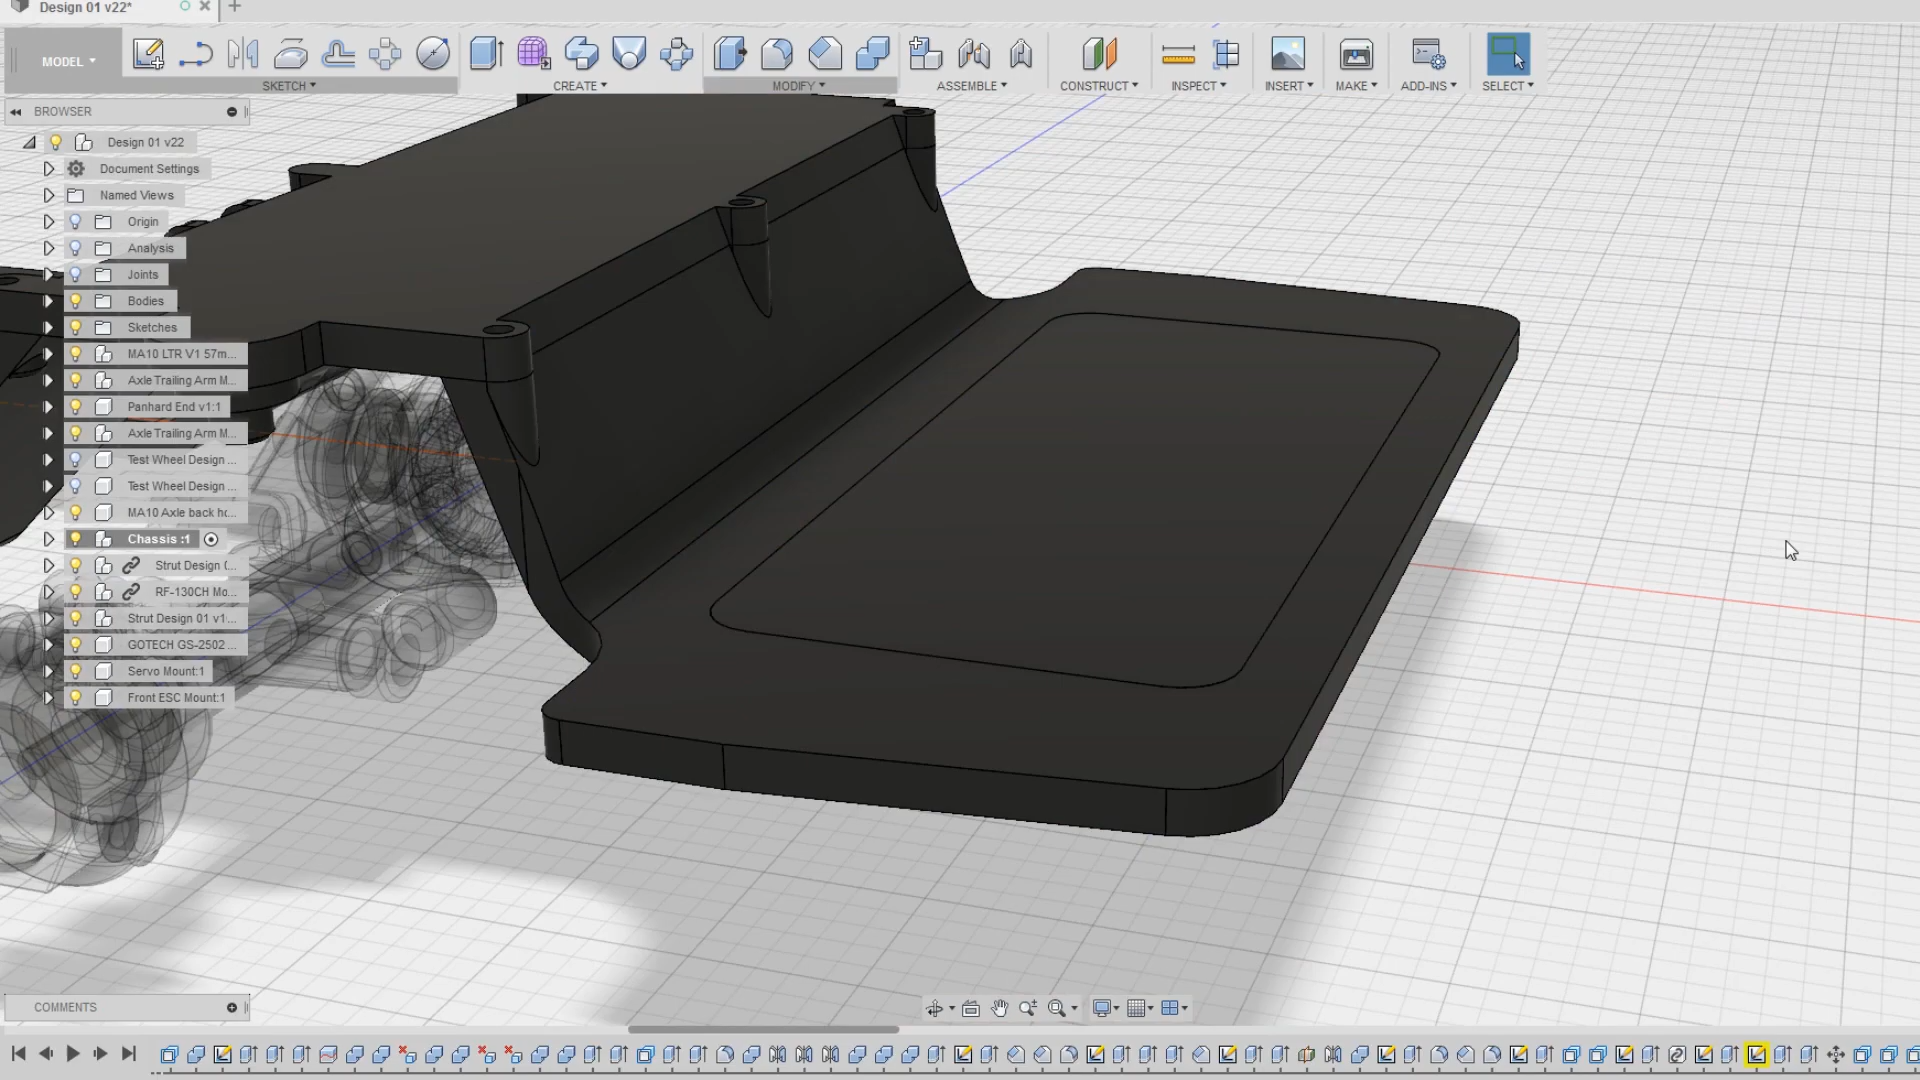 Design 01 v22*
MODEL
SKETCH
CREATE
MODIFY
ASSEMBLE
CONSTRUCT
INSPECT
INSERT
MAKE
ADD-INS
SELECT
BROWSER
Design 01 v22
Document Settings
Named Views
Origin
Analysis
Joints
Bodies
Sketches
MA10 LTR V1 57m...
Axle Trailing Arm M...
Panhard End v1:1
Axle Trailing Arm M...
Test Wheel Design ...
Test Wheel Design ...
MA10 Axle back ho...
Chassis :1
Strut Design (...
RF-130CH Mo...
Strut Design 01 v1...
GOTECH GS-2502 ...
Servo Mount:1
Front ESC Mount:1
COMMENTS